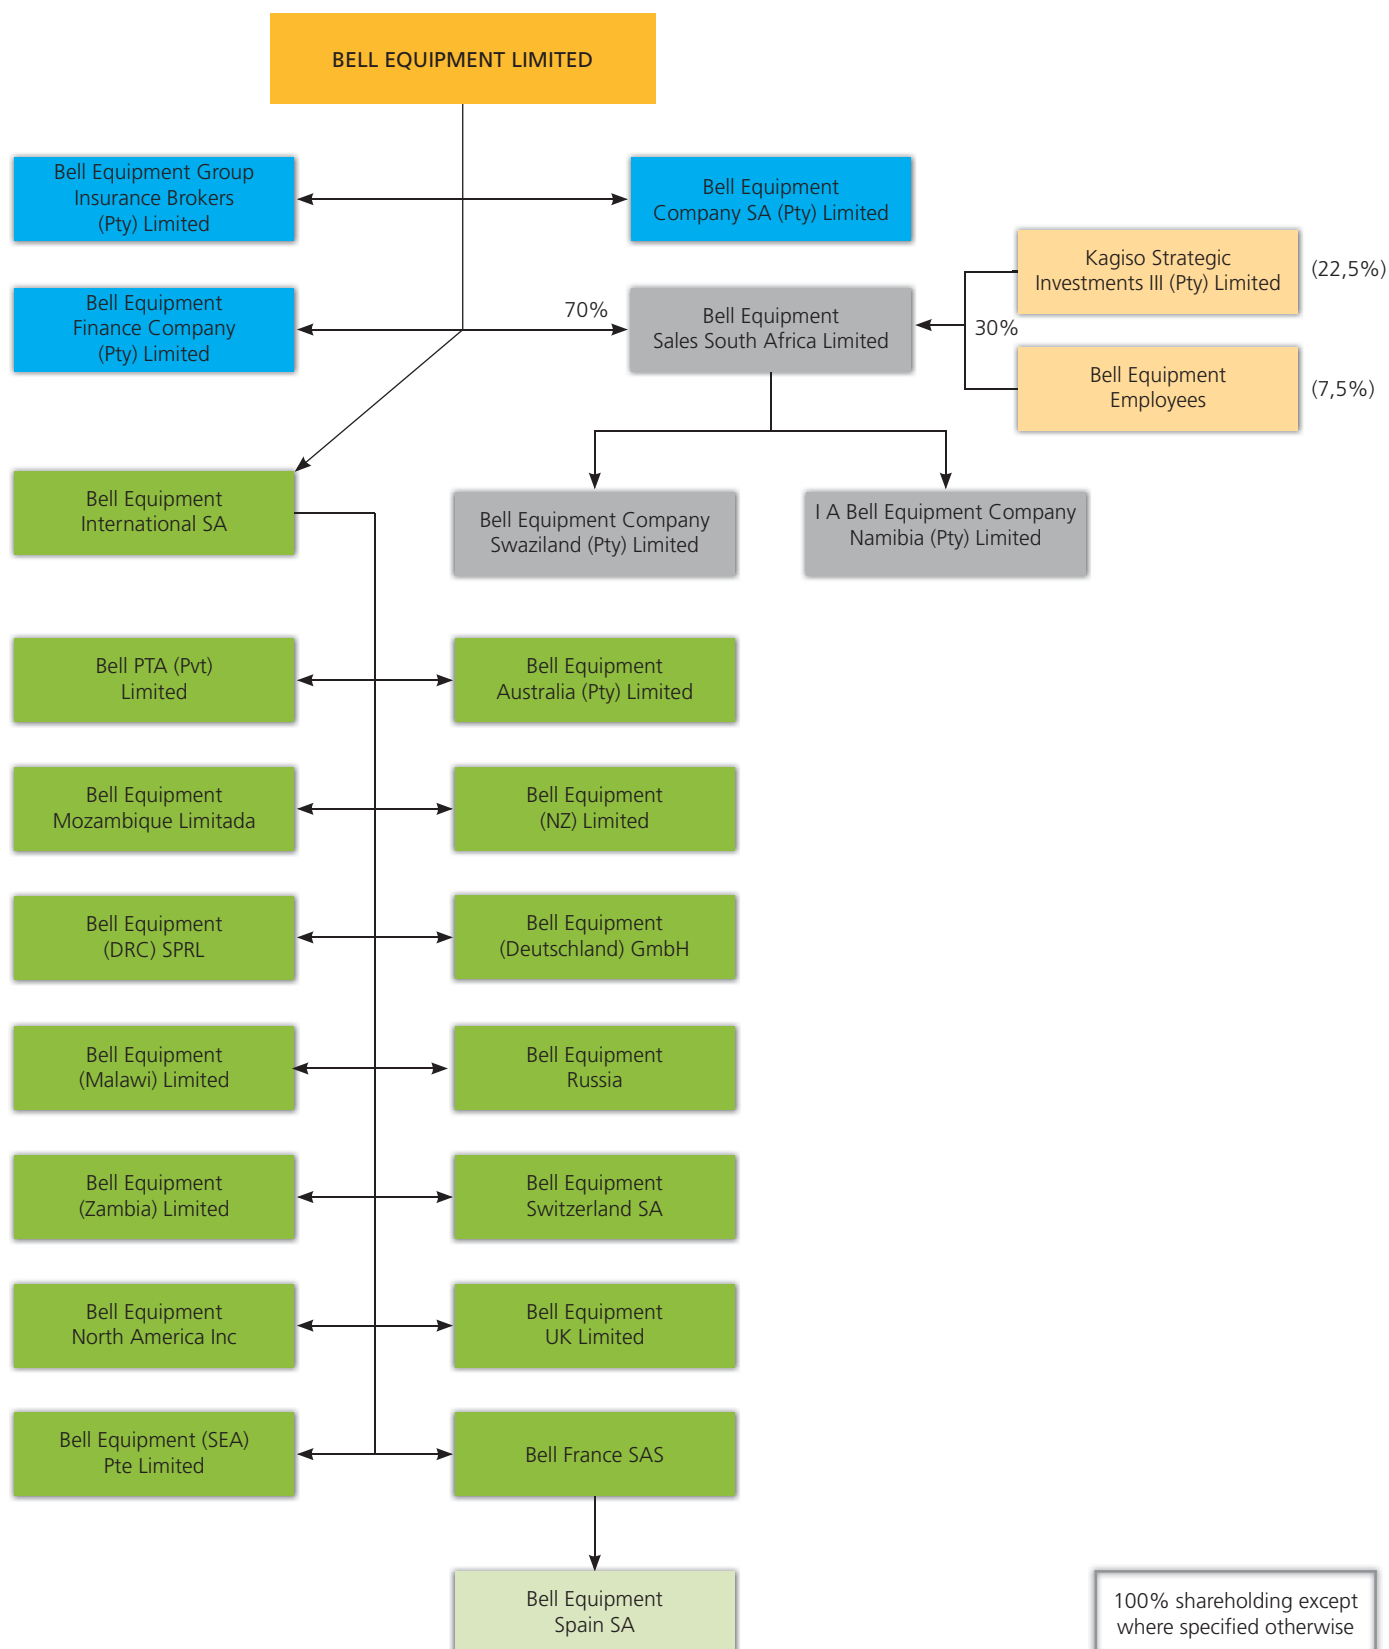 BELL EQUIPMENT LIMITED
Bell Equipment Group
Insurance Brokers
(Pty) Limited
Bell Equipment
Company SA (Pty) Limited
Kagiso Strategic
Investments III (Pty) Limited
(22,5%)
Bell Equipment
Finance Company
(Pty) Limited
70%
Bell Equipment
Sales South Africa Limited
30%
Bell Equipment
Employees
(7,5%)
Bell Equipment
International SA
Bell Equipment Company
Swaziland (Pty) Limited
I A Bell Equipment Company
Namibia (Pty) Limited
Bell PTA (Pvt)
Limited
Bell Equipment
Australia (Pty) Limited
Bell Equipment
Mozambique Limitada
Bell Equipment
(NZ) Limited
Bell Equipment
(DRC) SPRL
Bell Equipment
(Deutschland) GmbH
Bell Equipment
(Malawi) Limited
Bell Equipment
Russia
Bell Equipment
(Zambia) Limited
Bell Equipment
Switzerland SA
Bell Equipment
North America Inc
Bell Equipment
UK Limited
Bell Equipment (SEA)
Pte Limited
Bell France SAS
Bell Equipment
Spain SA
100% shareholding except
where specified otherwise